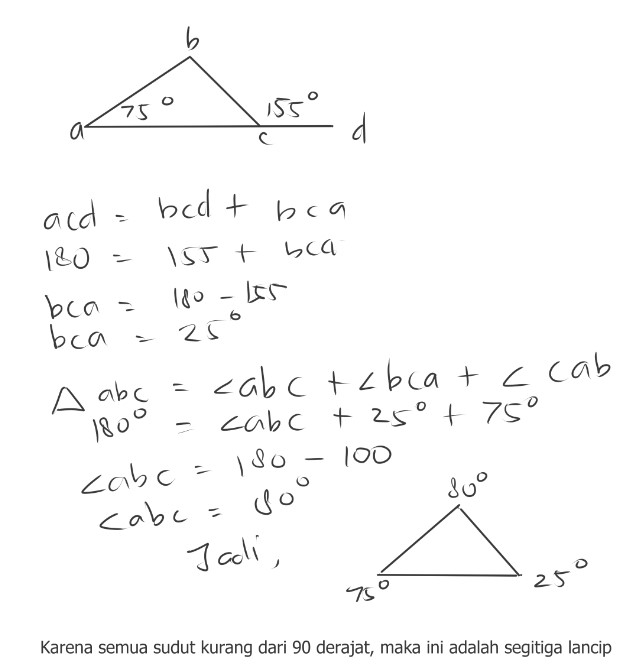 b
75°
155°
a
c
d
acd = bcd + bca
180 = 155 + bca
bca = 180 - 155
bca = 25°
△ abc = <abc + <bca + < cab
180° = <abc + 25° + 75°
<abc = 180 - 100
<abc = 80°
Jadi,
80°
75°
25°
Karena semua sudut kurang dari 90 derajat, maka ini adalah segitiga lancip